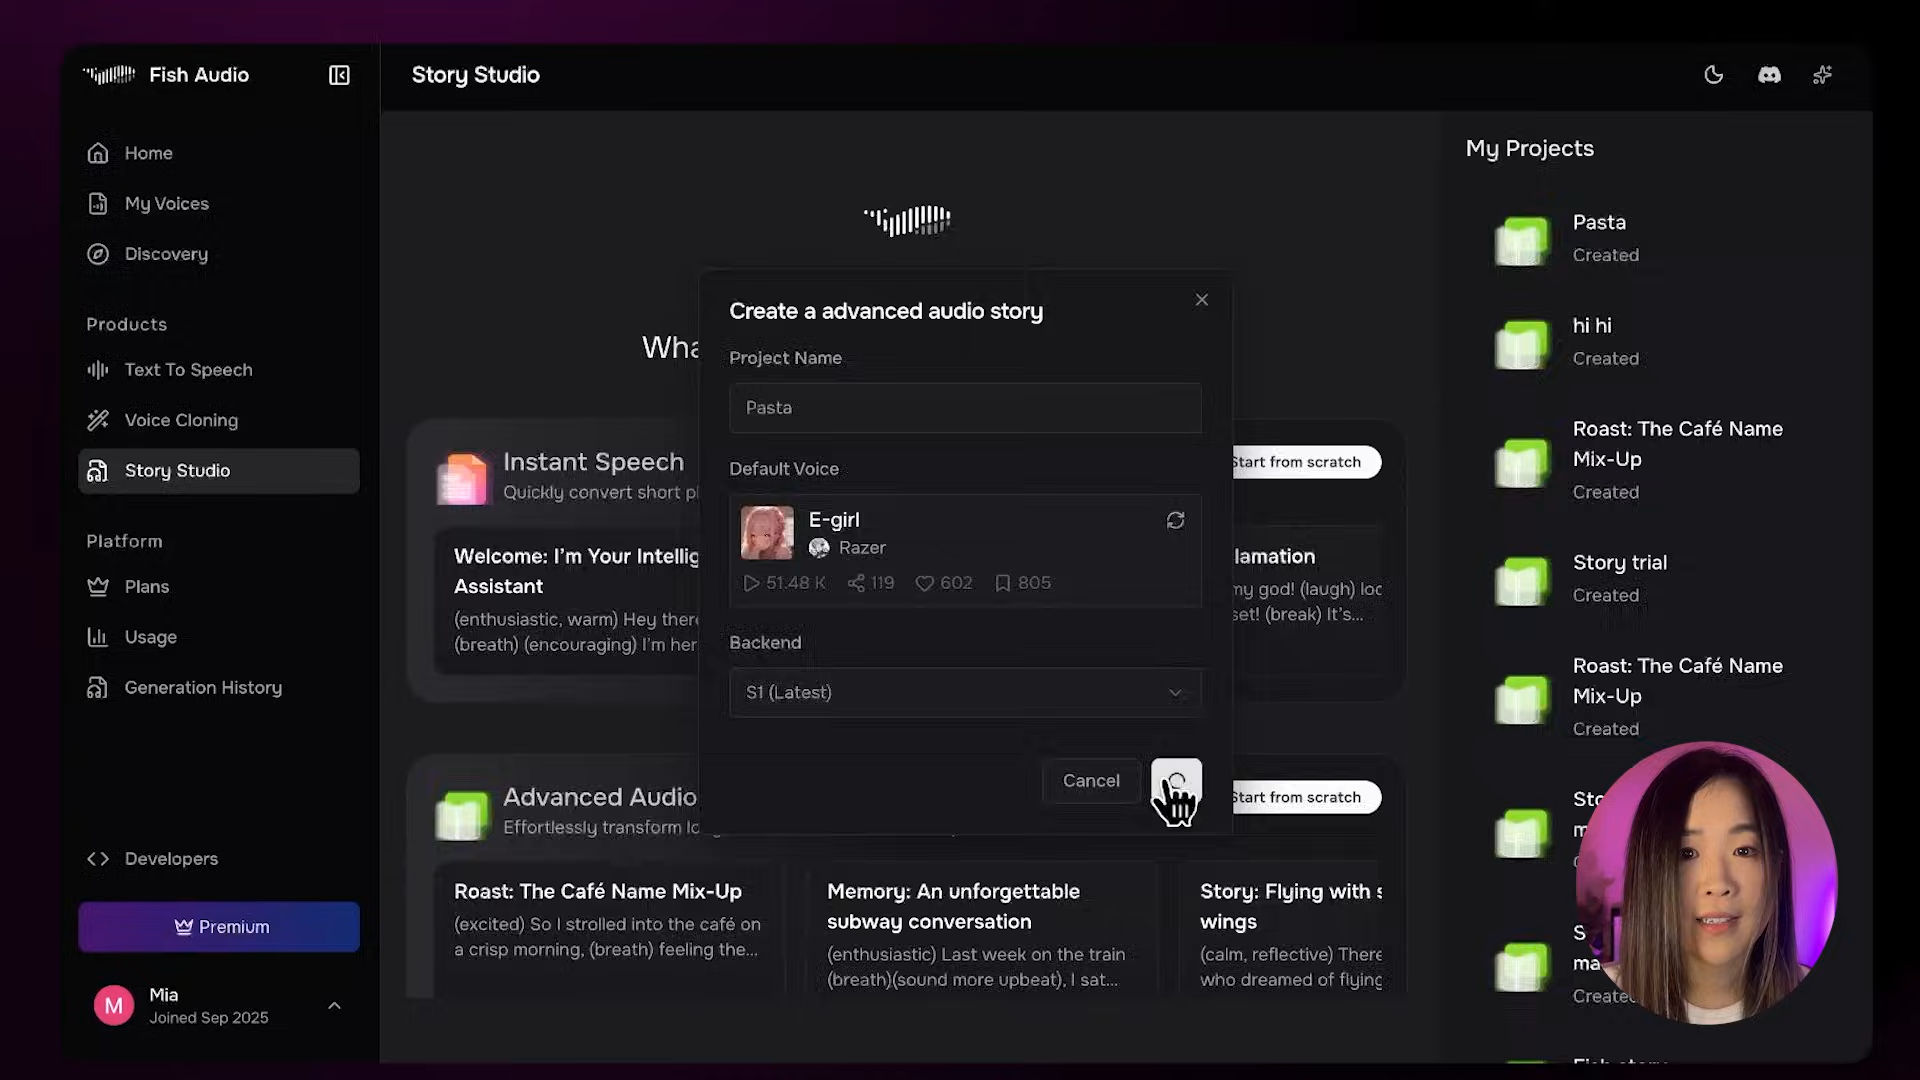 Fish Audio
Story Studio
Home
My Voices
Discovery
Products
Text To Speech
Voice Cloning
Story Studio
Platform
Plans
Usage
Generation History
Developers
Premium
M
Mia
Joined Sep 2025
Wha
Instant Speech
Quickly convert short p
Start from scratch
Welcome: I'm Your Intellig
Assistant
(enthusiastic, warm) Hey there
(breath) (encouraging) I'm her
lamation
my god! (laugh) loc
set! (break) It's...
Create a advanced audio story
Project Name
Pasta
Default Voice
E-girl
Razer
51.48 K
119
602
805
Backend
S1 (Latest)
Cancel
Advanced Audio
Effortlessly transform lo
Start from scratch
Roast: The Café Name Mix-Up
(excited) So I strolled into the café on
a crisp morning, (breath) feeling the...
Memory: An unforgettable
subway conversation
(enthusiastic) Last week on the train
(breath)(sound more upbeat), I sat...
Story: Flying with s
wings
(calm, reflective) There
who dreamed of flying
My Projects
Pasta
Created
hi hi
Created
Roast: The Café Name
Mix-Up
Created
Story trial
Created
Roast: The Café Name
Mix-Up
Created
Sto
m
S
ma
Created